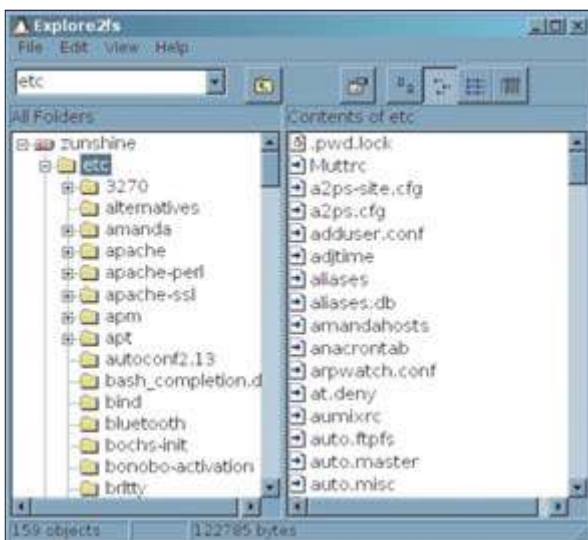 Explore2fs
File Edit View Help
etc
All Folders
Contents of etc
zunshine
etc
3270
alternatives
amanda
apache
apache-perl
apache-ssl
apm
apt
autoconf2.13
bash_completion.d
bind
bluetooth
bochs-init
bonobo-activation
britty
.pwd.lock
Muttrc
a2ps-site.cfg
a2ps.cfg
adduser.conf
adjtime
aliases
aliases.db
amandahosts
anacrontab
arpwatch.conf
at.deny
aumixrc
auto.ftpfs
auto.master
auto.misc
159 objects
122785 bytes